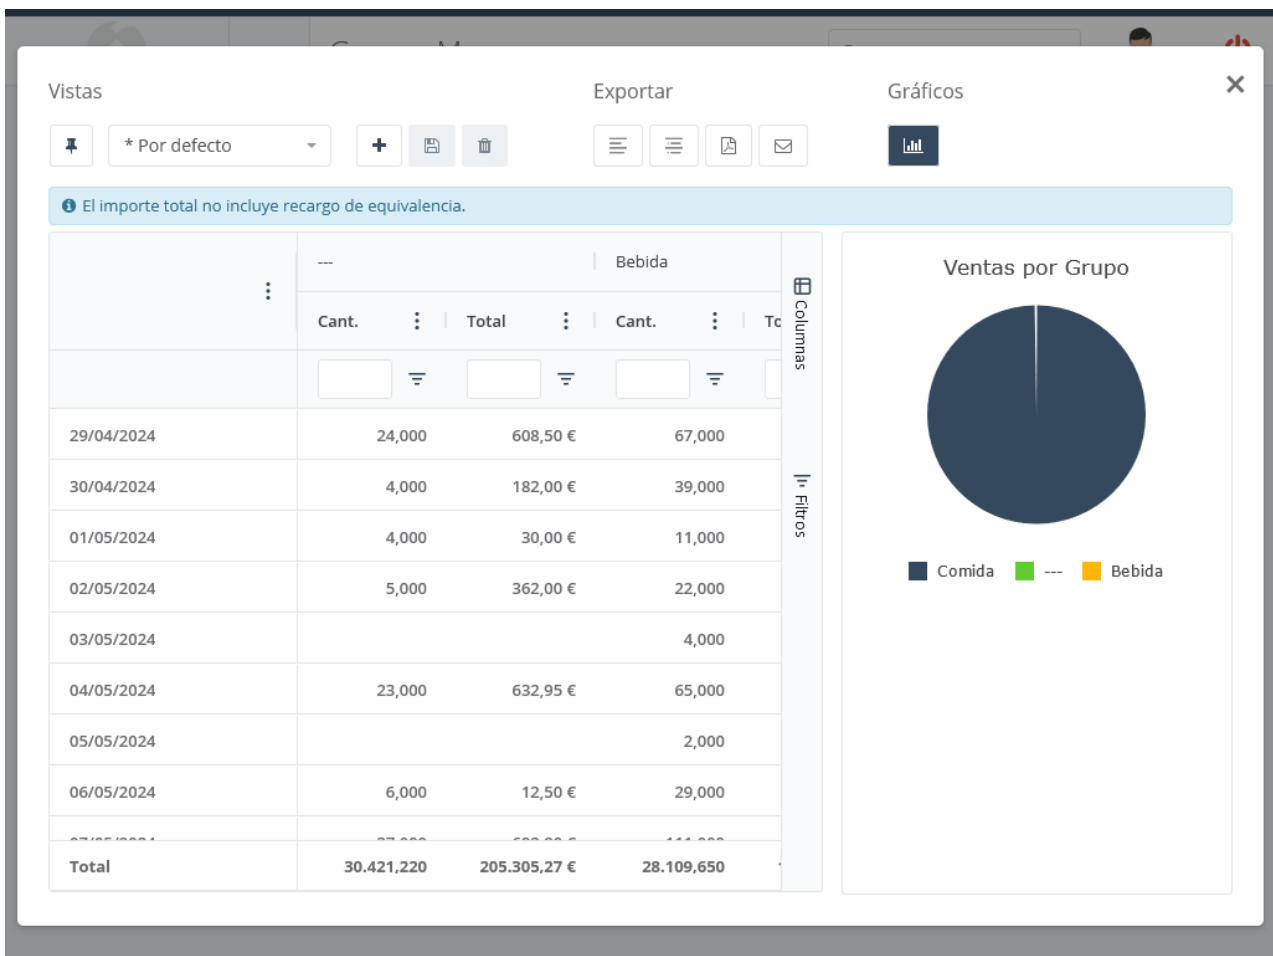 Vistas
Exportar
Gráficos
* Por defecto
El importe total no incluye recargo de equivalencia.
---
Bebida
Cant.
Total
Cant.
Columnas
Filtros
29/04/2024 24,000 608,50 € 67,000
30/04/2024 4,000 182,00 € 39,000
01/05/2024 4,000 30,00 € 11,000
02/05/2024 5,000 362,00 € 22,000
03/05/2024 4,000
04/05/2024 23,000 632,95 € 65,000
05/05/2024 2,000
06/05/2024 6,000 12,50 € 29,000
Total 30.421,220 205.305,27 € 28.109,650
Ventas por Grupo
Comida --- Bebida